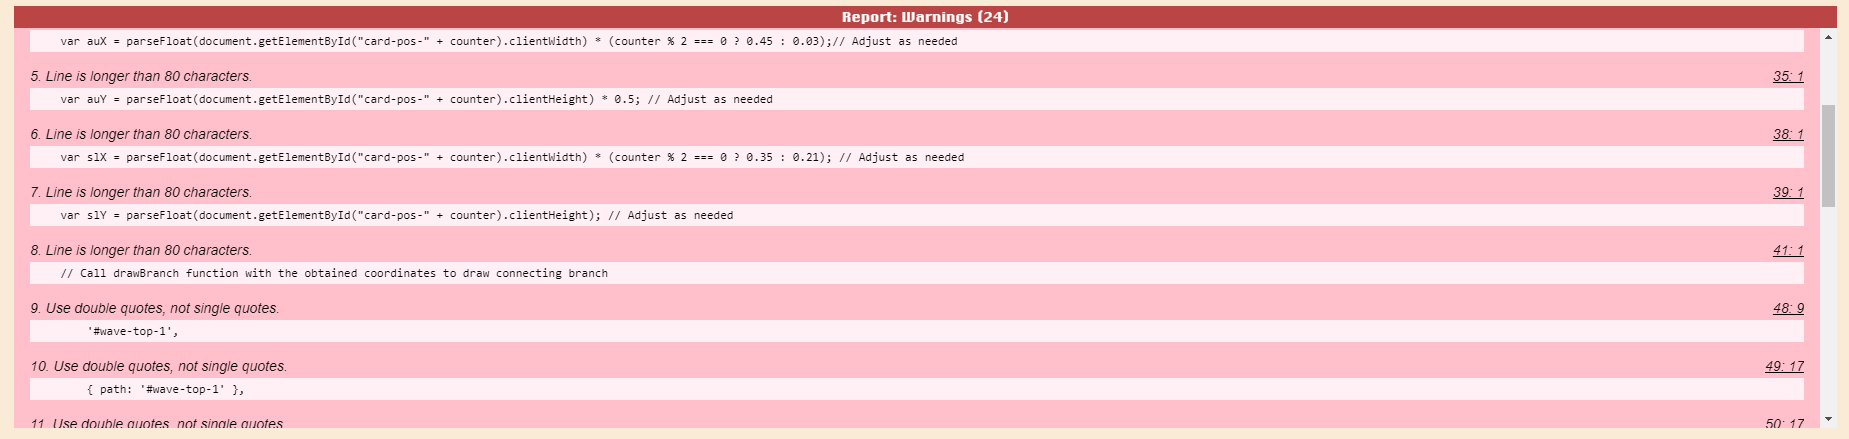 Report: Warnings (24)
var auX = parseFloat(document.getElementById("card-pos-" + counter).clientWidth) * (counter % 2 === 0 ? 0.45 : 0.03);// Adjust as needed
5. Line is longer than 80 characters. 35: 1
var auY = parseFloat(document.getElementById("card-pos-" + counter).clientHeight) * 0.5; // Adjust as needed
6. Line is longer than 80 characters. 38: 1
var slX = parseFloat(document.getElementById("card-pos-" + counter).clientWidth) * (counter % 2 === 0 ? 0.35 : 0.21); // Adjust as needed
7. Line is longer than 80 characters. 39: 1
var slY = parseFloat(document.getElementById("card-pos-" + counter).clientHeight); // Adjust as needed
8. Line is longer than 80 characters. 41: 1
// Call drawBranch function with the obtained coordinates to draw connecting branch
9. Use double quotes, not single quotes. 48: 9
'#wave-top-1',
10. Use double quotes, not single quotes. 49: 17
{ path: '#wave-top-1' },
11. Use double quotes, not single quotes. 50: 17